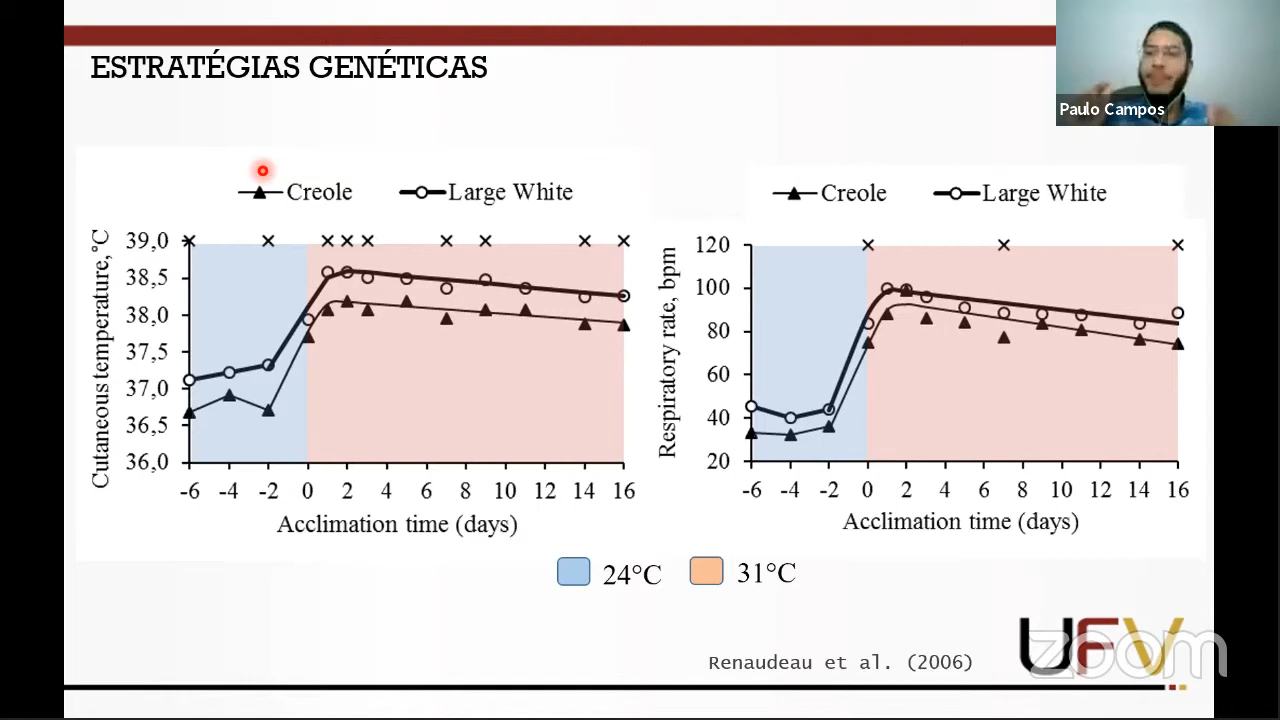 ESTRATÉGIAS GENÉTICAS
Paulo Campos
Creole Large White
Cutaneous temperature, °C
39,0
38,5
38,0
37,5
37,0
36,5
36,0
-6 -4 -2 0 2 4 6 8 10 12 14 16
Acclimation time (days)
Creole Large White
Respiratory rate, bpm
120
100
80
60
40
20
-6 -4 -2 0 2 4 6 8 10 12 14 16
Acclimation time (days)
24°C 31°C
Renaudeau et al. (2006)
UFV
zoom